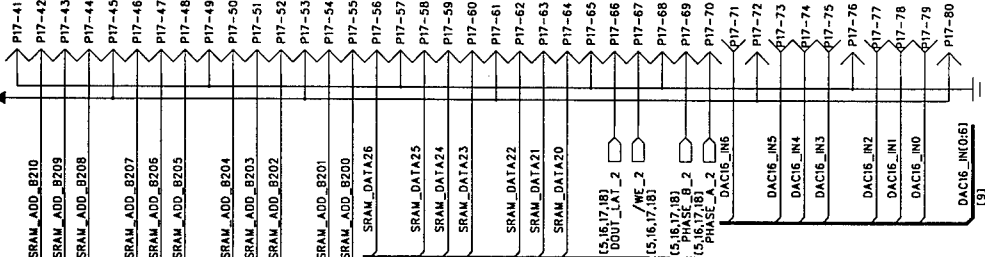 P17-41
P17-42
P17-43
P17-44
P17-45
P17-46
P17-47
P17-48
P17-49
P17-50
P17-51
P17-52
P17-53
P17-54
P17-55
P17-56
P17-57
P17-58
P17-59
P17-60
P17-61
P17-62
P17-63
P17-64
P17-65
P17-66
P17-67
P17-68
P17-69
P17-70
P17-71
P17-72
P17-73
P17-74
P17-75
P17-76
P17-77
P17-78
P17-79
P17-80
SRAM_ADD_B210
SRAM_ADD_B209
SRAM_ADD_B208
SRAM_ADD_B207
SRAM_ADD_B206
SRAM_ADD_B205
SRAM_ADD_B204
SRAM_ADD_B203
SRAM_ADD_B202
SRAM_ADD_B201
SRAM_ADD_B200
SRAM_DATA26
SRAM_DATA25
SRAM_DATA24
SRAM_DATA23
SRAM_DATA22
SRAM_DATA21
SRAM_DATA20
[5,16,17,18]
DOUT_LAT_2
/WE_2
[5,16,17,18]
[5,16,17,18]
PHASE_B_2
[5,16,17,18]
PHASE_A_2
DAC16_IN6
DAC16_IN5
DAC16_IN4
DAC16_IN3
DAC16_IN2
DAC16_IN1
DAC16_IN0
DAC16_IN[0:6]
[9]